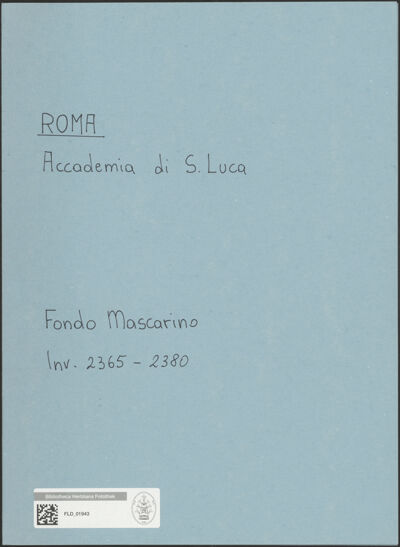 ROMA
Accademia di S. Luca
Fondo Mascarino
Inv. 2365 - 2380
Bibliotheca Hertziana Fotothek
FLD_01943